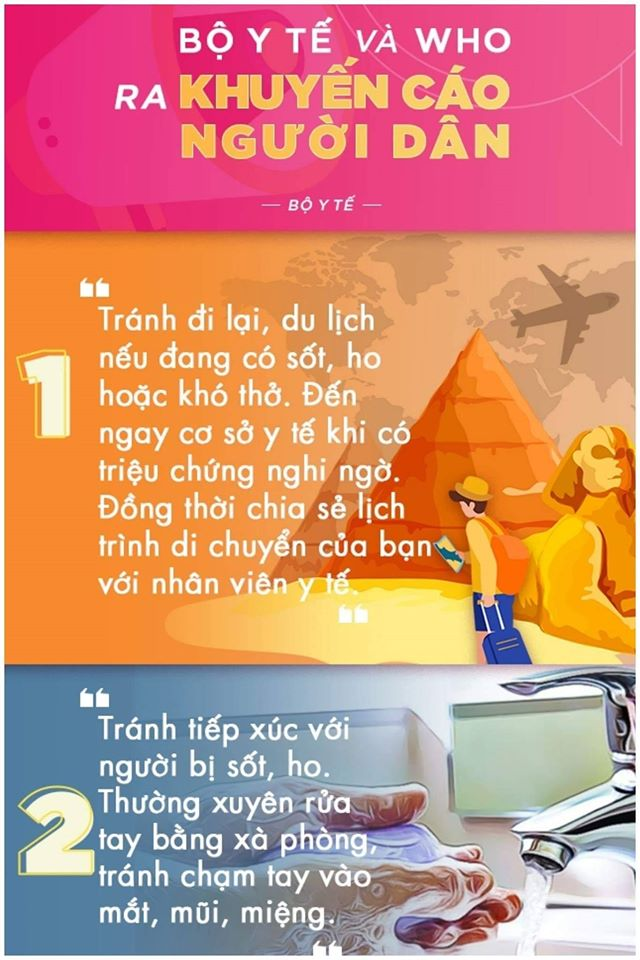 BỘ Y TẾ VÀ WHO
RA KHUYẾN CÁO
NGƯỜI DÂN
— BỘ Y TẾ —
❝
1
Tránh đi lại, du lịch
nếu đang có sốt, ho
hoặc khó thở. Đến
ngay cơ sở y tế khi có
triệu chứng nghi ngờ.
Đồng thời chia sẻ lịch
trình di chuyển của bạn
với nhân viên y tế.
❝
❝
2
Tránh tiếp xúc với
người bị sốt, ho.
Thường xuyên rửa
tay bằng xà phòng,
tránh chạm tay vào
mắt, mũi, miệng.
❝